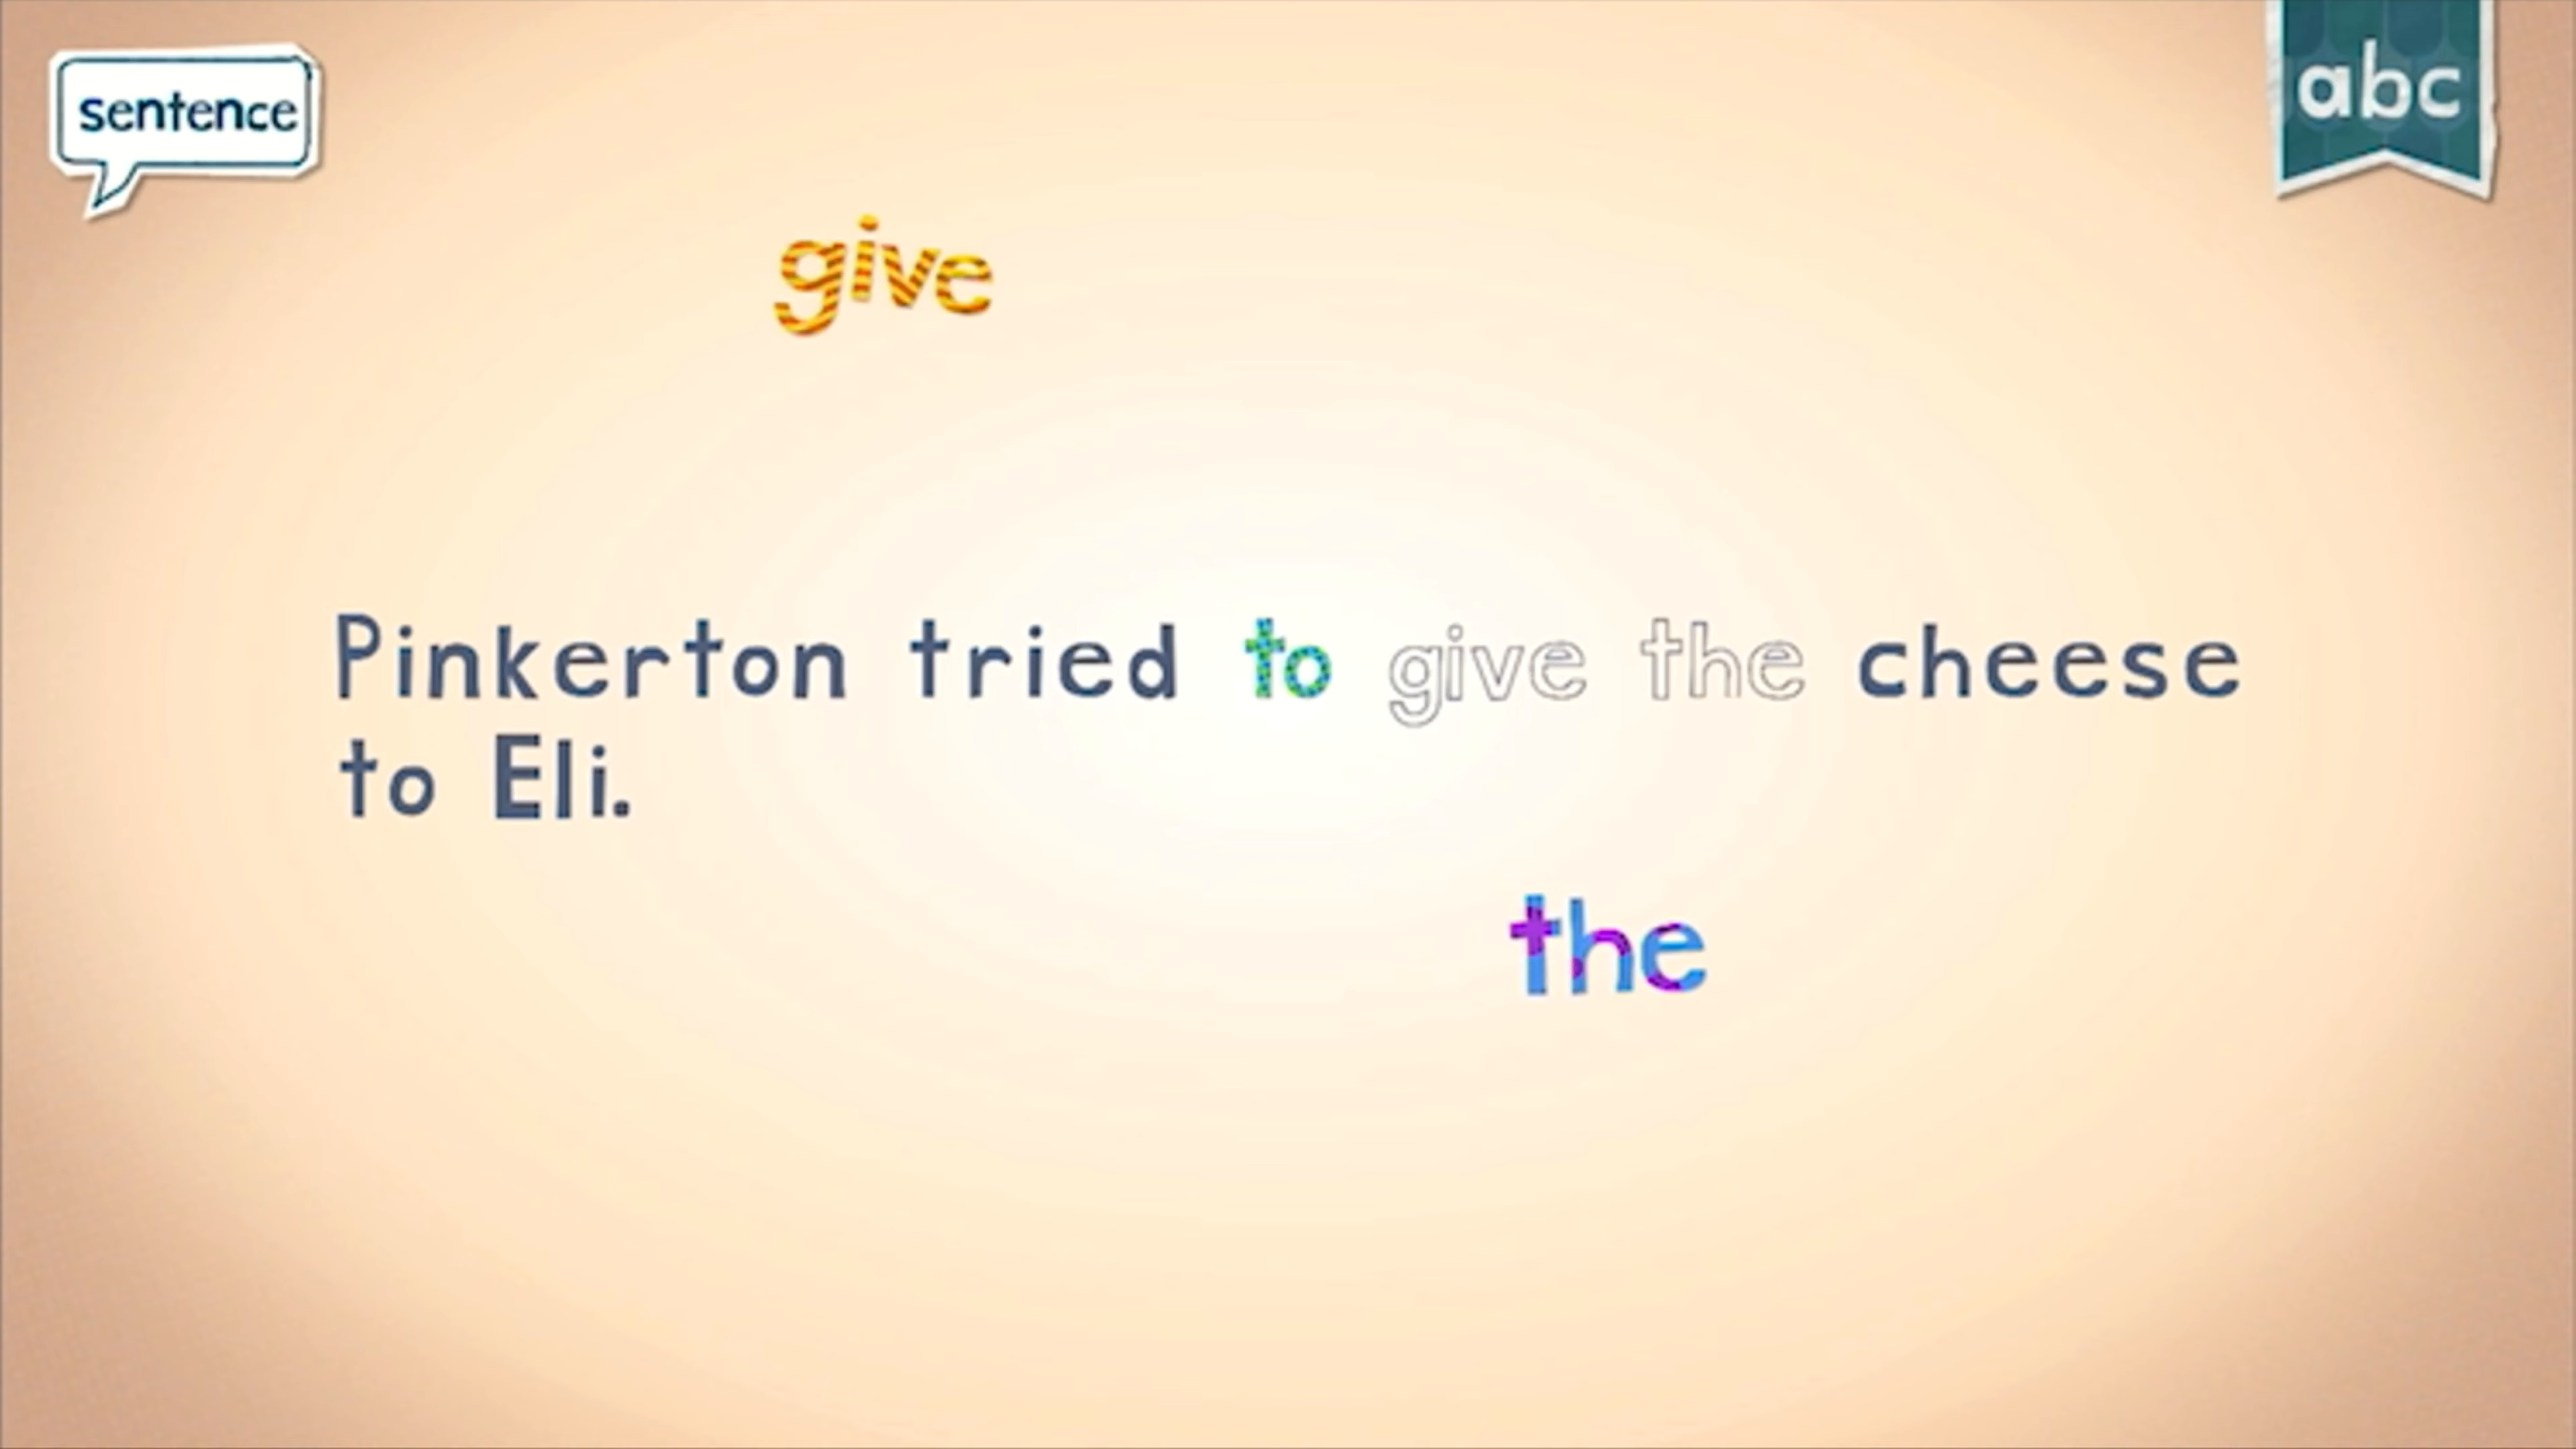 sentence
abc
give
Pinkerton tried to give the cheese
to Eli.
the